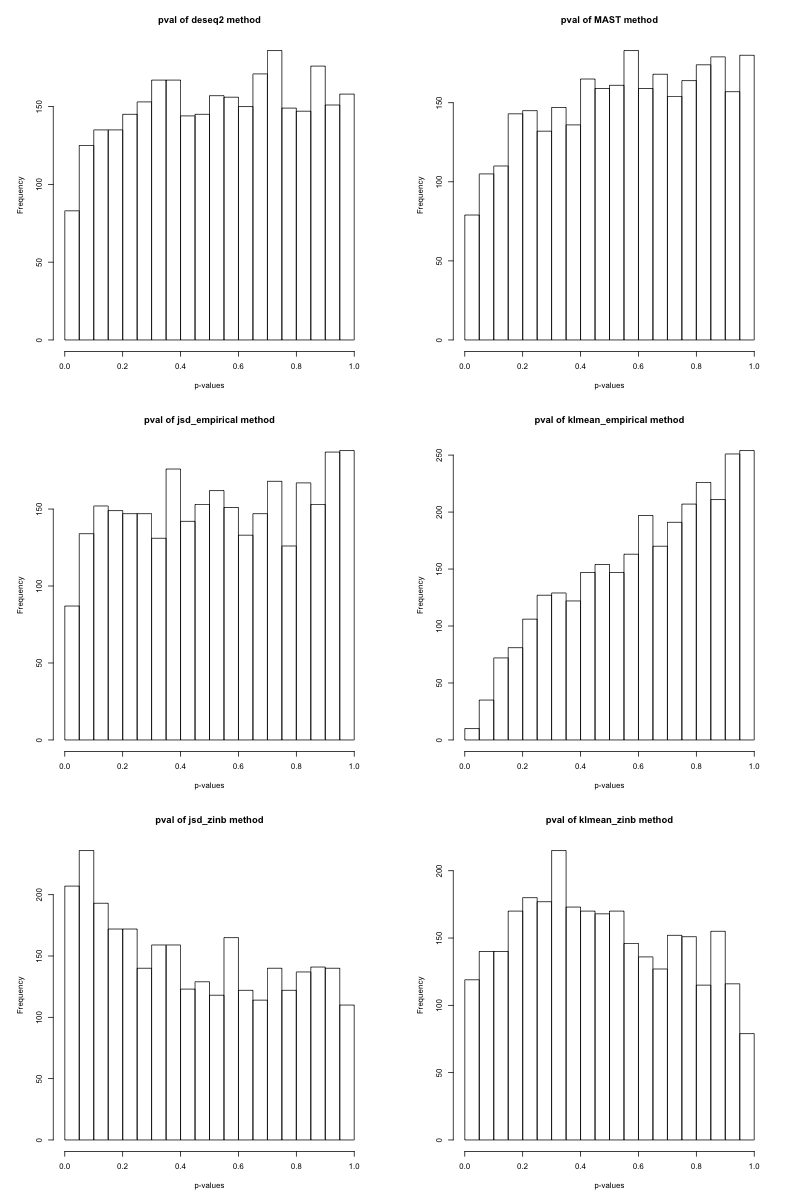 pval of deseq2 method
Frequency
150
100
50
0
0.0 0.2 0.4 0.6 0.8 1.0
p-values
pval of MAST method
Frequency
150
100
50
0
0.0 0.2 0.4 0.6 0.8 1.0
p-values
pval of jsd_empirical method
Frequency
150
100
50
0
0.0 0.2 0.4 0.6 0.8 1.0
p-values
pval of klmean_empirical method
Frequency
250
200
150
100
50
0
0.0 0.2 0.4 0.6 0.8 1.0
p-values
pval of jsd_zinb method
Frequency
200
150
100
50
0
0.0 0.2 0.4 0.6 0.8 1.0
p-values
pval of klmean_zinb method
Frequency
200
150
100
50
0
0.0 0.2 0.4 0.6 0.8 1.0
p-values